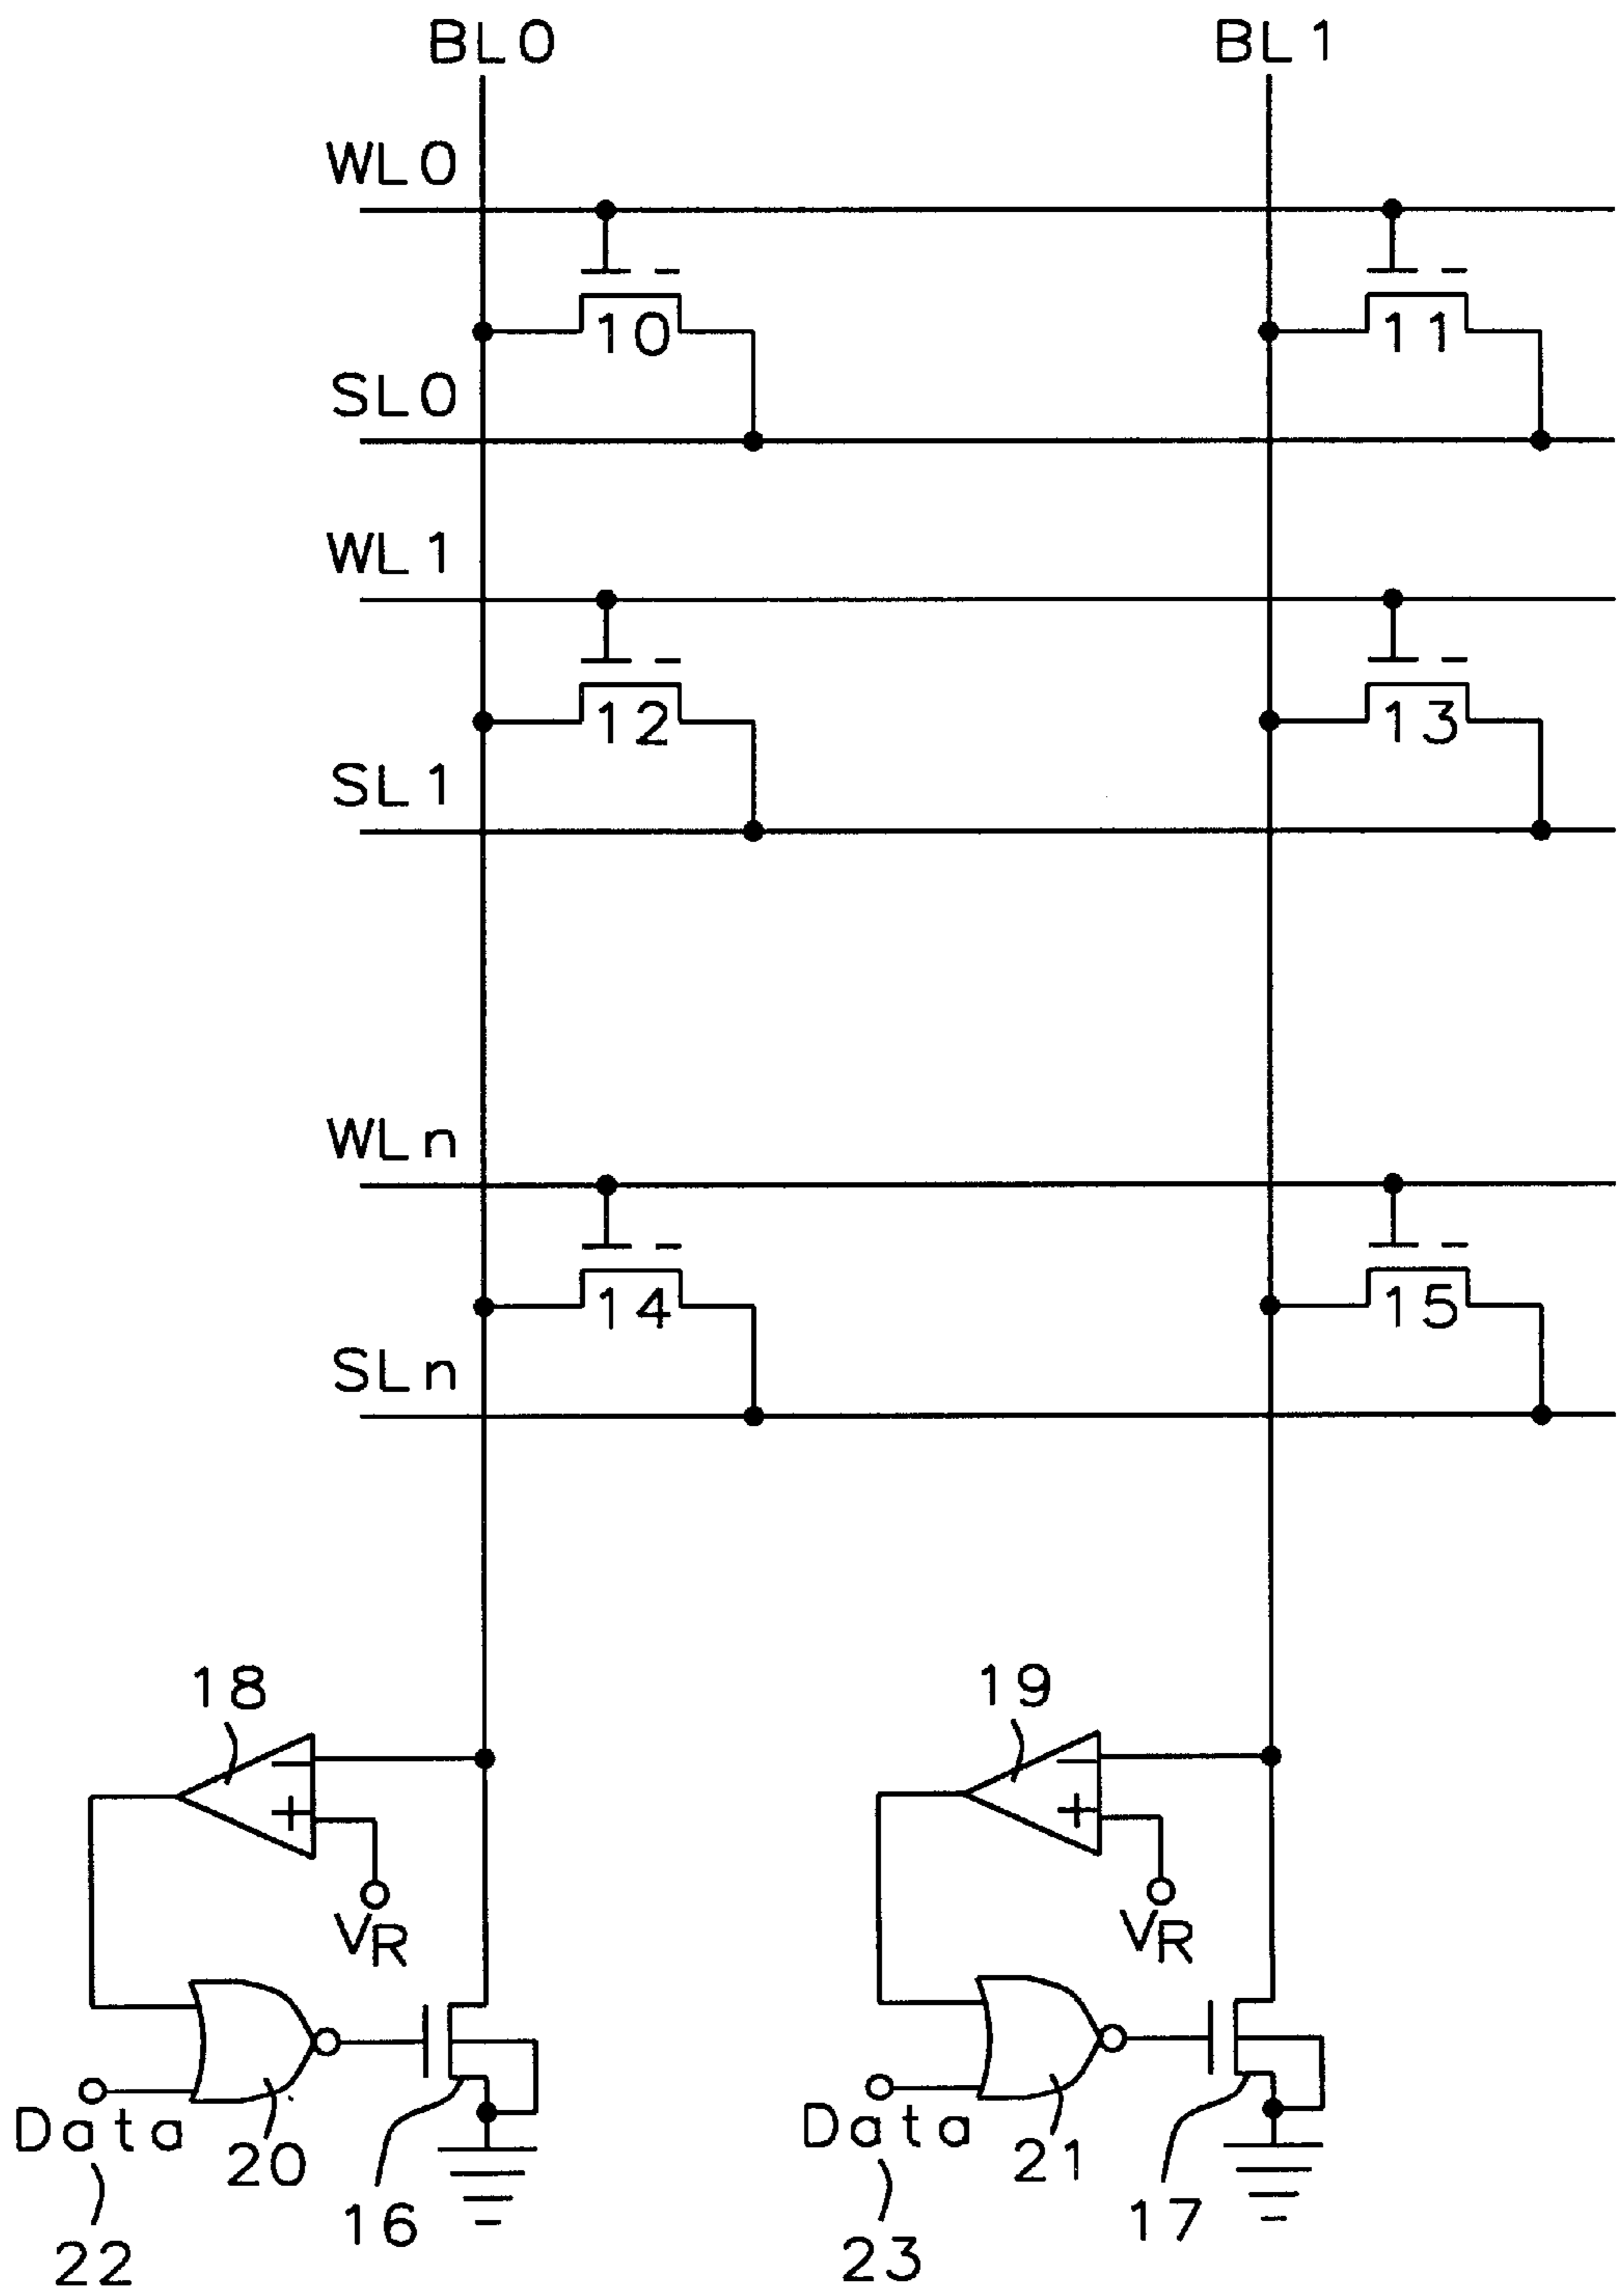 BL0 BL1
WL0
10 11
SL0
WL1
12 13
SL1
WLn
14 15
SLn
18 19
− −
+ +
VR VR
Data Data
20 21
16 17
22 23